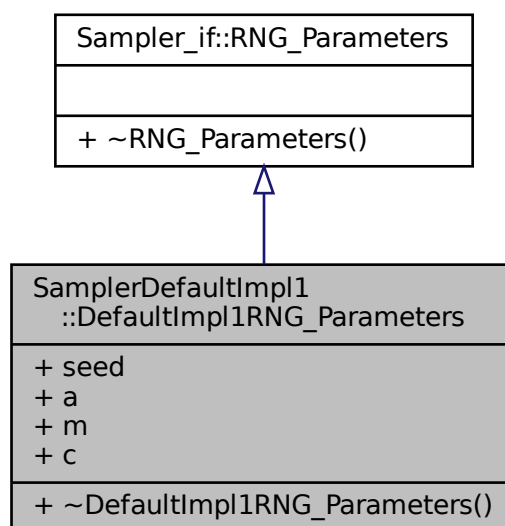 Sampler_if::RNG_Parameters
+ ~RNG_Parameters()
SamplerDefaultImpl1
::DefaultImpl1RNG_Parameters
+ seed
+ a
+ m
+ c
+ ~DefaultImpl1RNG_Parameters()